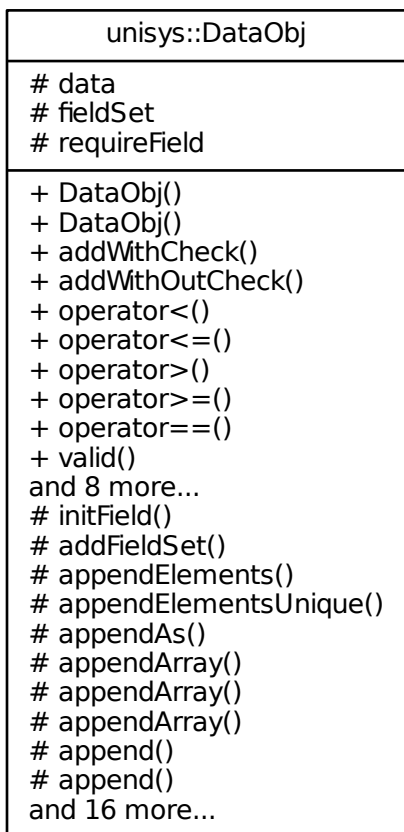 unisys::DataObj
# data
# fieldSet
# requireField
+ DataObj()
+ DataObj()
+ addWithCheck()
+ addWithOutCheck()
+ operator<()
+ operator<=()
+ operator>()
+ operator>=()
+ operator==()
+ valid()
and 8 more...
# initField()
# addFieldSet()
# appendElements()
# appendElementsUnique()
# appendAs()
# appendArray()
# appendArray()
# appendArray()
# append()
# append()
and 16 more...